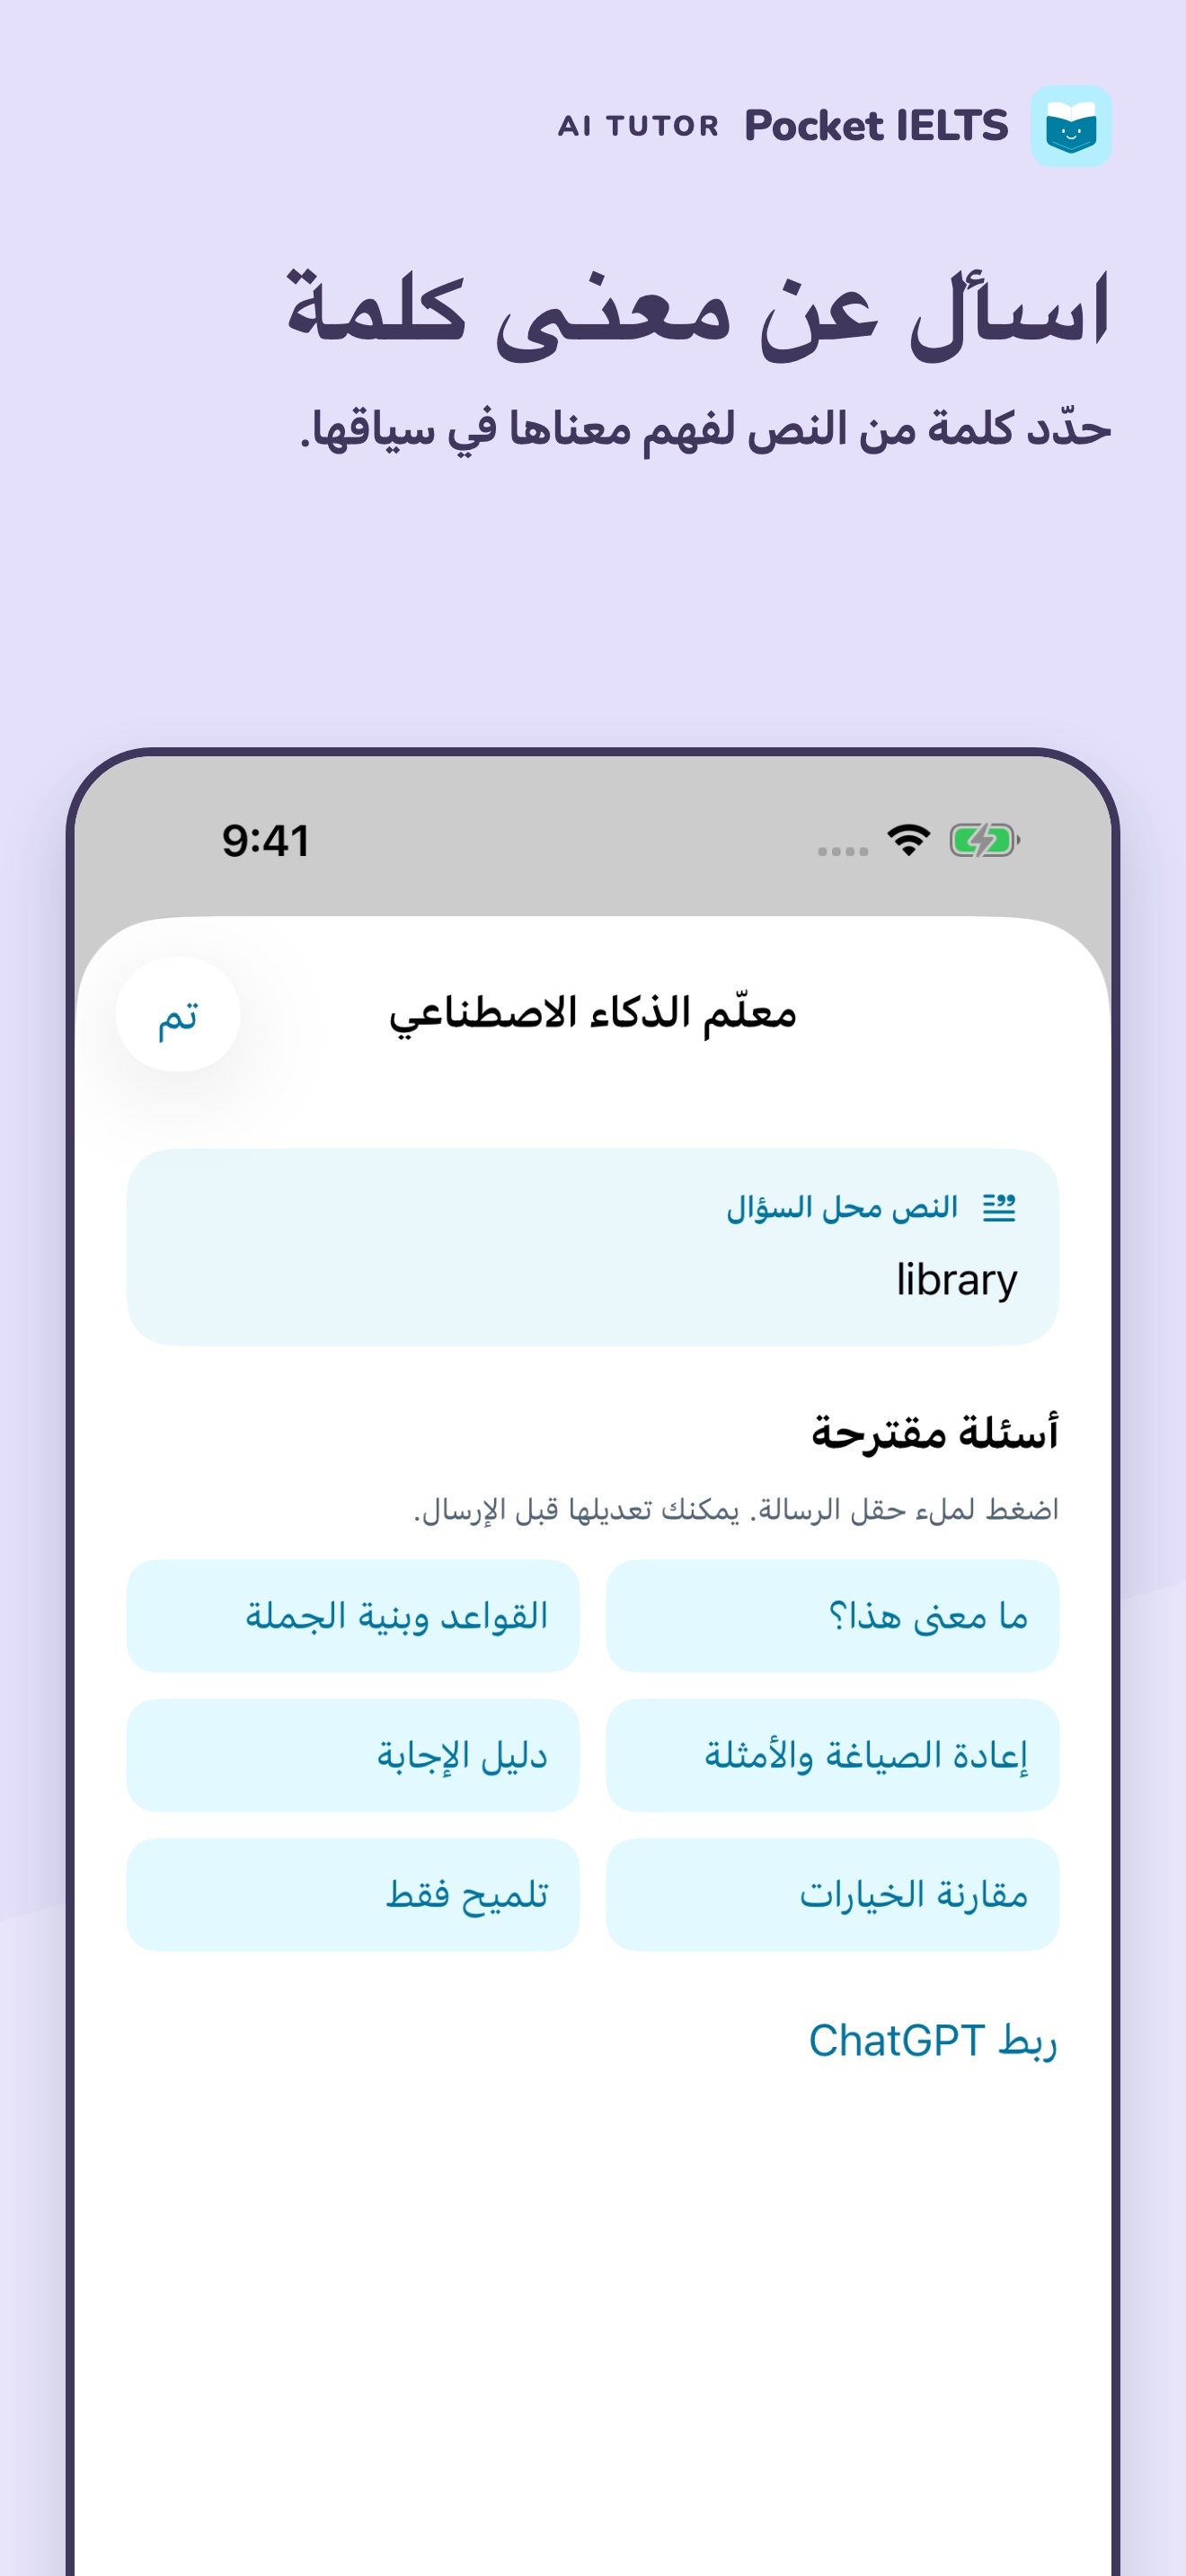 Pocket IELTS AI TUTOR
اسأل عن معنى كلمة
حدّد كلمة من النص لفهم معناها في سياقها.
9:41
معلّم الذكاء الاصطناعي
تم
النص محل السؤال
library
أسئلة مقترحة
اضغط لملء حقل الرسالة. يمكنك تعديلها قبل الإرسال.
ما معنى هذا؟
القواعد وبنية الجملة
إعادة الصياغة والأمثلة
دليل الإجابة
مقارنة الخيارات
تلميح فقط
ربط ChatGPT